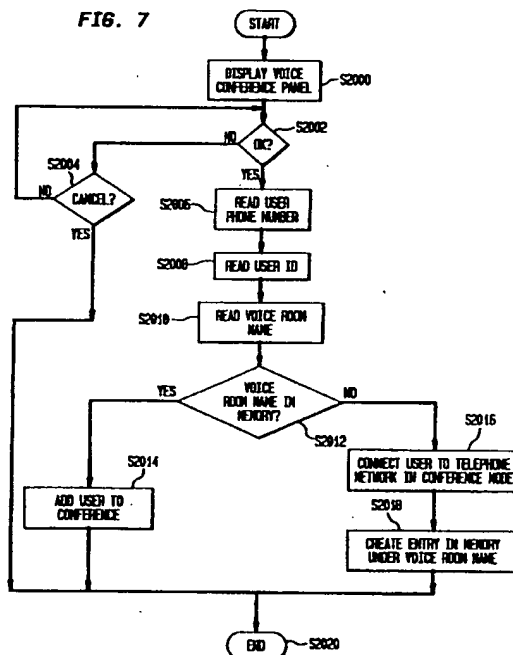 FIG. 7
START
DISPLAY VOICE
CONFERENCE PANEL
S2000
S2002
OK?
NO
YES
S2004
CANCEL?
NO
YES
S2006
READ USER
PHONE NUMBER
S2008
READ USER ID
S2010
READ VOICE ROOM
NAME
YES
VOICE
ROOM NAME IN
MEMORY?
NO
S2012
S2014
ADD USER TO
CONFERENCE
S2016
CONNECT USER TO TELEPHONE
NETWORK IN CONFERENCE MODE
S2018
CREATE ENTRY IN MEMORY
UNDER VOICE ROOM NAME
END
S2020